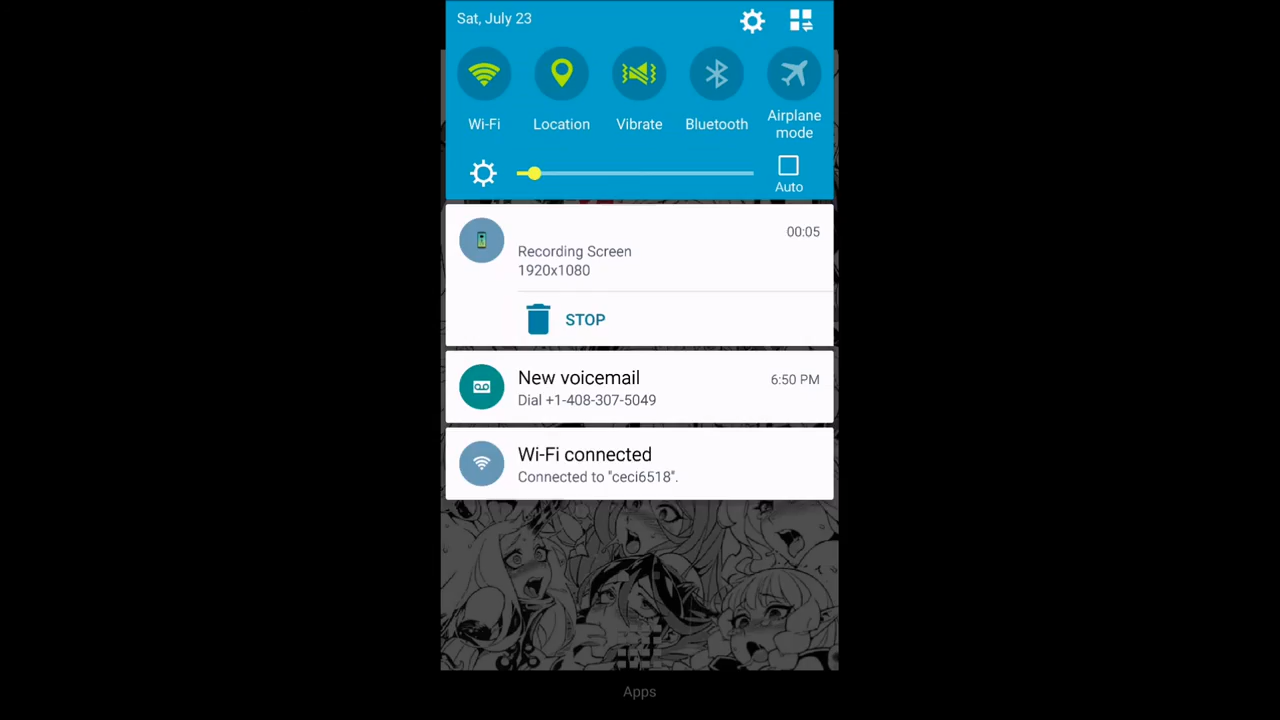 Sat, July 23
Wi-Fi
Location
Vibrate
Bluetooth
Airplane
mode
Auto
00:05
Recording Screen
1920x1080
STOP
New voicemail
6:50 PM
Dial +1-408-307-5049
Wi-Fi connected
Connected to "ceci6518".
Apps